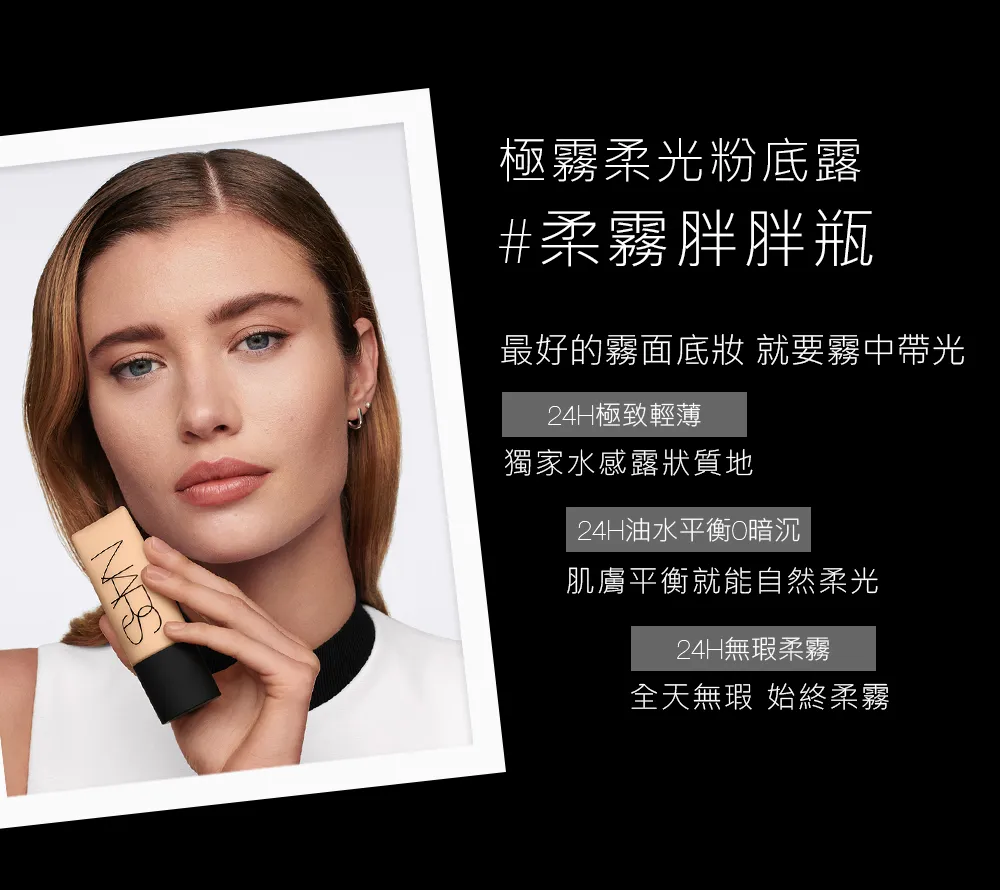 極霧柔光粉底露
#柔霧胖胖瓶
最好的霧面底妝 就要霧中帶光
24H極致輕薄
獨家水感露狀質地
24H油水平衡0暗沉
肌膚平衡就能自然柔光
24H無瑕柔霧
全天無瑕 始終柔霧
NARS